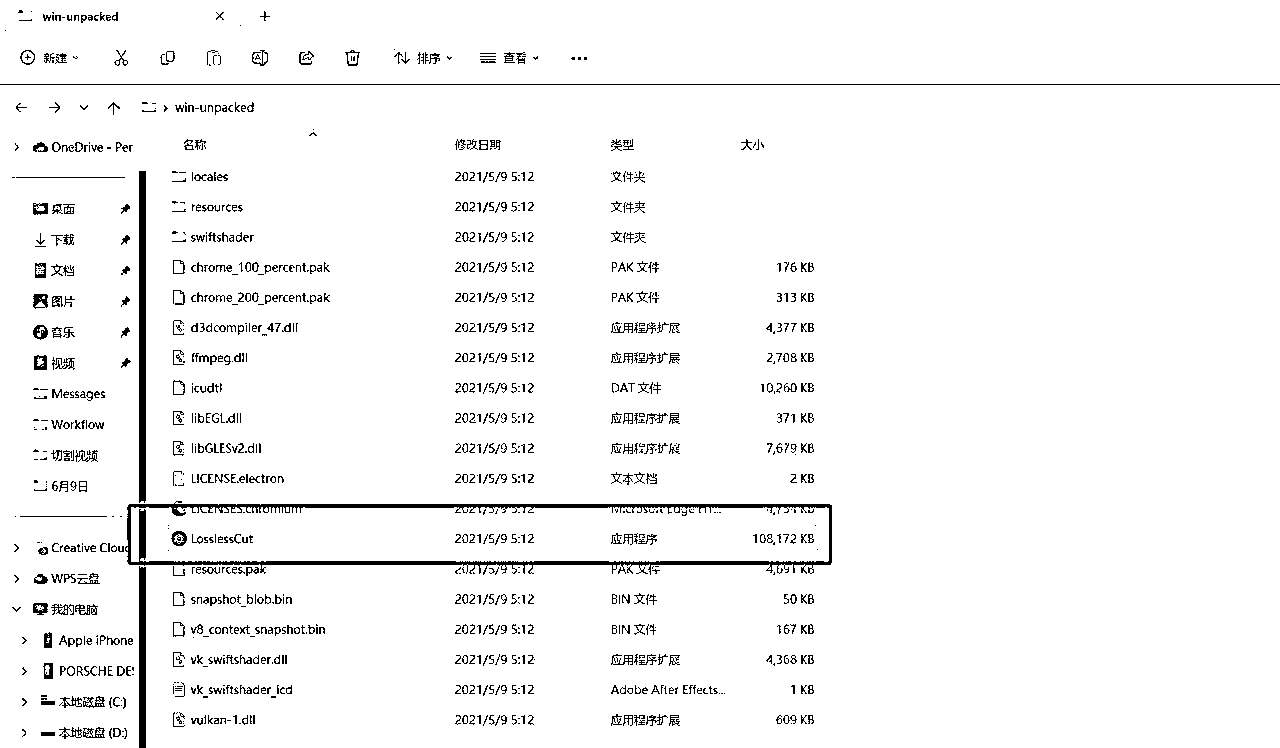 win-unpacked
新建 排序 查看
win-unpacked
名称 修改日期 类型 大小
OneDrive - Per
桌面
下载
文档
图片
音乐
视频
Messages
Workflow
切割视频
6月9日
Creative Cloud
WPS云盘
我的电脑
Apple iPhone
PORSCHE DES
本地磁盘 (C:)
本地磁盘 (D:)
locales 2021/5/9 5:12 文件夹
resources 2021/5/9 5:12 文件夹
swiftshader 2021/5/9 5:12 文件夹
chrome_100_percent.pak 2021/5/9 5:12 PAK 文件 176 KB
chrome_200_percent.pak 2021/5/9 5:12 PAK 文件 313 KB
d3dcompiler_47.dll 2021/5/9 5:12 应用程序扩展 4,377 KB
ffmpeg.dll 2021/5/9 5:12 应用程序扩展 2,708 KB
icudtl 2021/5/9 5:12 DAT 文件 10,260 KB
libEGL.dll 2021/5/9 5:12 应用程序扩展 371 KB
libGLESv2.dll 2021/5/9 5:12 应用程序扩展 7,679 KB
LICENSE.electron 2021/5/9 5:12 文本文档 2 KB
LICENSES.chromium 2021/5/9 5:12 Microsoft Edge H... 4,754 KB
LosslessCut 2021/5/9 5:12 应用程序 108,172 KB
resources.pak 2021/5/9 5:12 PAK 文件 4,691 KB
snapshot_blob.bin 2021/5/9 5:12 BIN 文件 50 KB
v8_context_snapshot.bin 2021/5/9 5:12 BIN 文件 167 KB
vk_swiftshader.dll 2021/5/9 5:12 应用程序扩展 4,368 KB
vk_swiftshader_icd 2021/5/9 5:12 Adobe After Effects... 1 KB
vulkan-1.dll 2021/5/9 5:12 应用程序扩展 609 KB